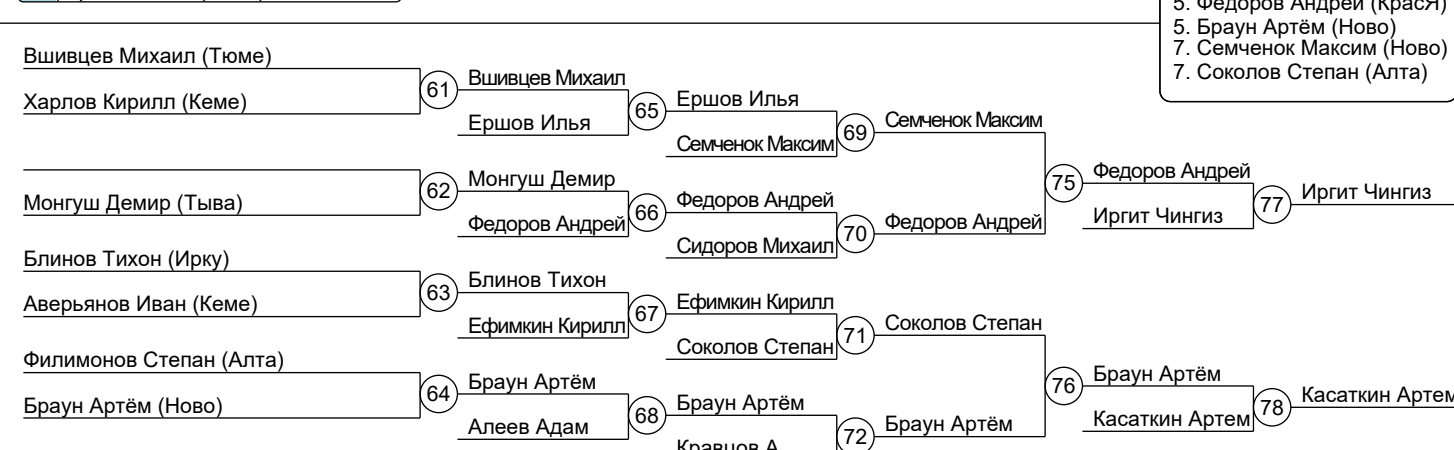 5. Федоров Андрей (КрасЯ)
5. Браун Артём (Ново)
7. Семченок Максим (Ново)
7. Соколов Степан (Алта)
Вшивцев Михаил (Тюме)
Харлов Кирилл (Кеме)
61
Вшивцев Михаил
Ершов Илья
65
Ершов Илья
Семченок Максим
69
Семченок Максим
Монгуш Демир (Тыва)
62
Монгуш Демир
Федоров Андрей
66
Федоров Андрей
Сидоров Михаил
70
Федоров Андрей
75
Федоров Андрей
Иргит Чингиз
77
Иргит Чингиз
Блинов Тихон (Ирку)
Аверьянов Иван (Кеме)
63
Блинов Тихон
Ефимкин Кирилл
67
Ефимкин Кирилл
Соколов Степан
71
Соколов Степан
Филимонов Степан (Алта)
Браун Артём (Ново)
64
Браун Артём
Алеев Адам
68
Браун Артём
Кравцов А
72
Браун Артём
76
Браун Артём
Касаткин Артем
78
Касаткин Артем